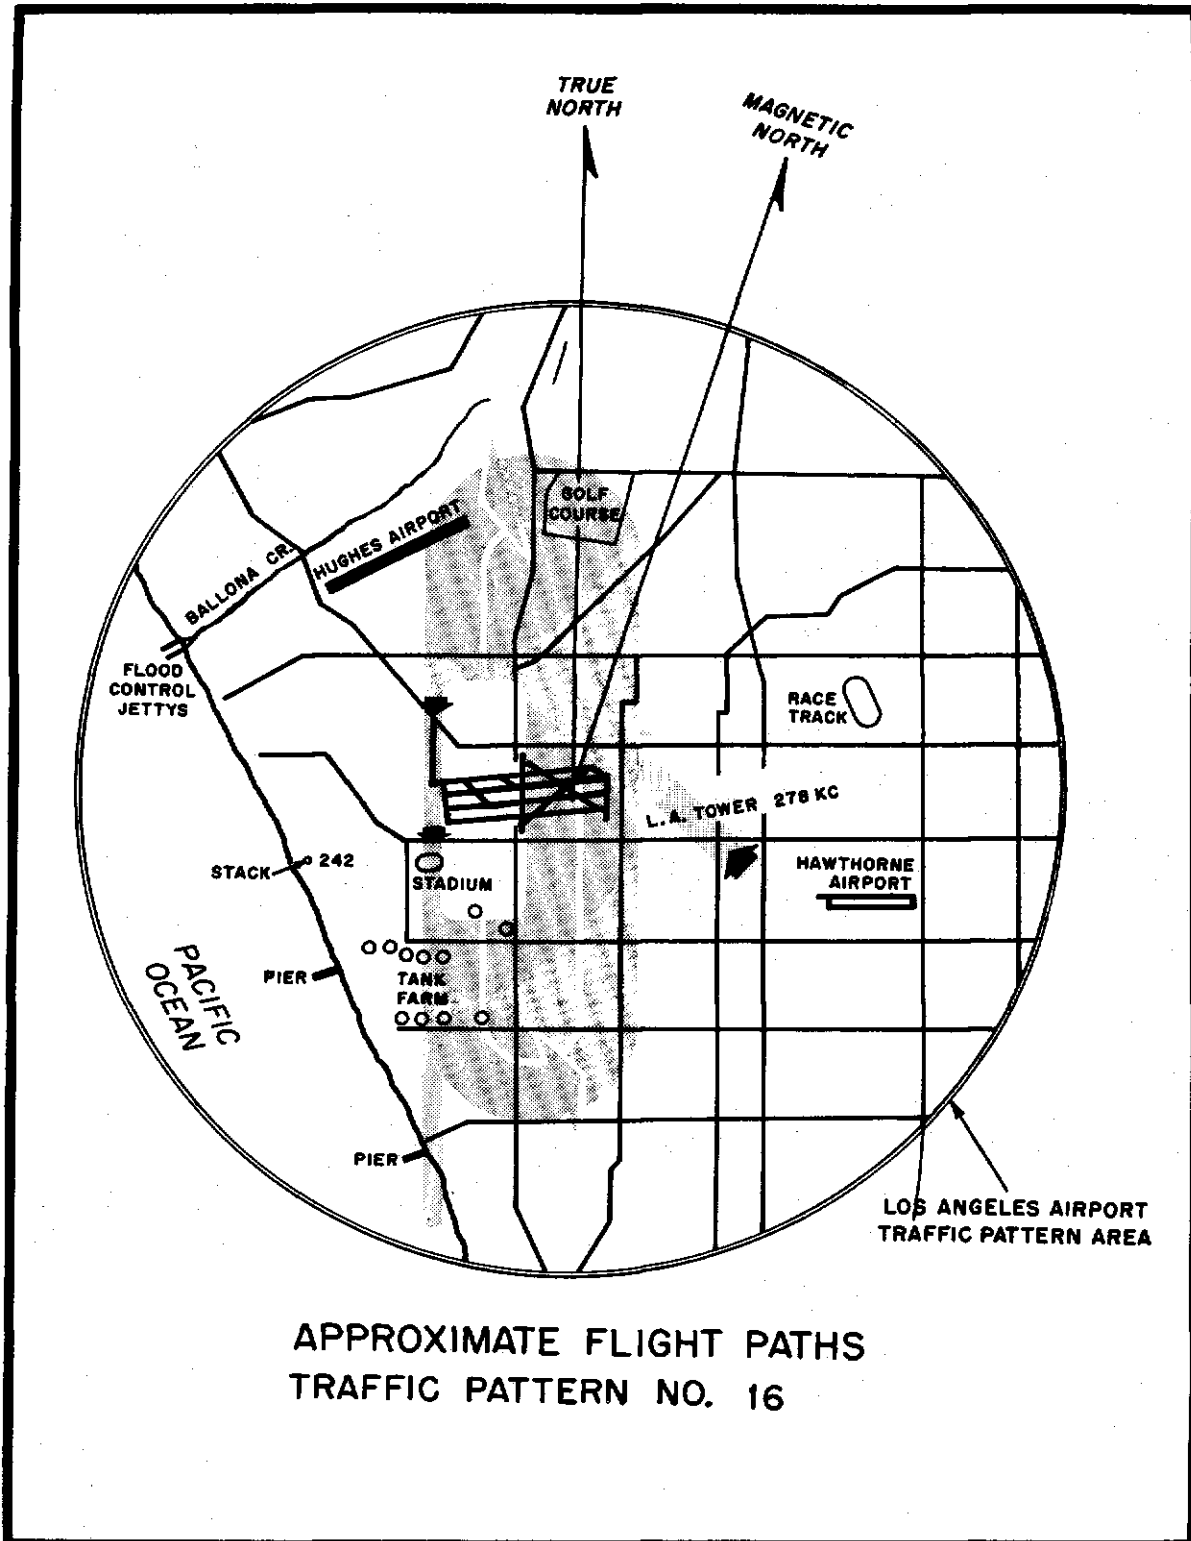 TRUE
NORTH
MAGNETIC
NORTH
GOLF
COURSE
HUGHES AIRPORT
BALLONA CR.
FLOOD
CONTROL
JETTYS
RACE
TRACK
L.A. TOWER 278 KC
STACK
242
STADIUM
HAWTHORNE
AIRPORT
PACIFIC
OCEAN
PIER
TANK
FARM
PIER
LOS ANGELES AIRPORT
TRAFFIC PATTERN AREA
APPROXIMATE FLIGHT PATHS
TRAFFIC PATTERN NO. 16